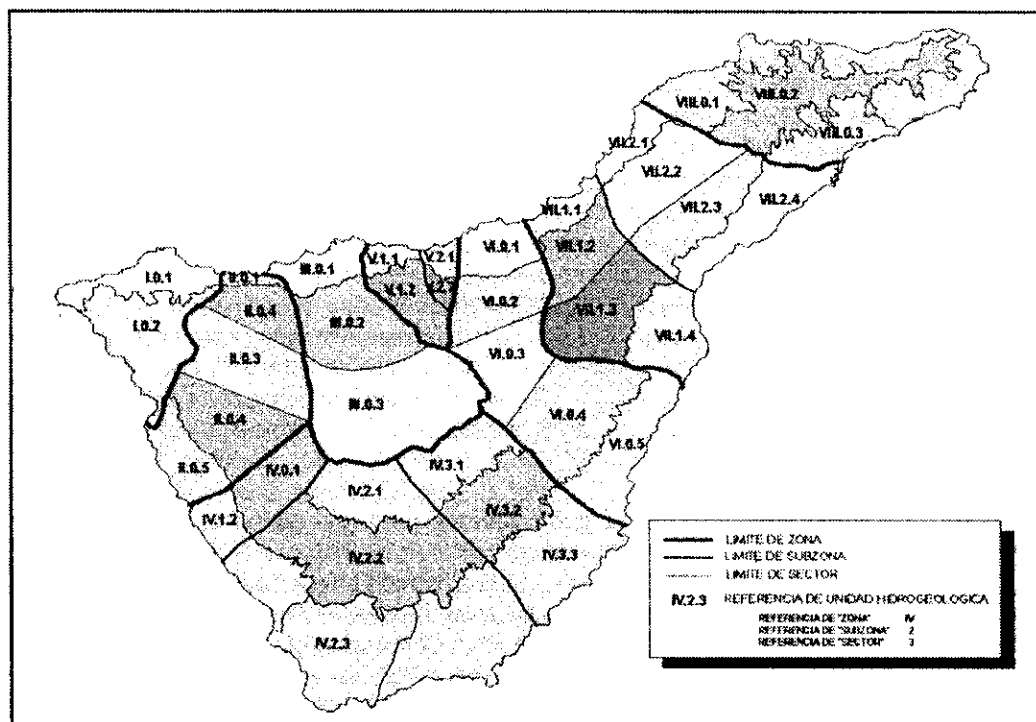 VIII.0.1
VIII.0.2
VIII.0.3
VII.2.1
VII.2.2
VII.2.3
VII.2.4
VII.1.1
VII.1.2
VII.1.3
VII.1.4
I.0.1
I.0.2
II.0.1
II.0.4
II.0.3
II.0.4
II.0.5
III.0.1
III.0.2
III.0.3
V.1.1
V.1.2
V.2.1
VI.0.1
VI.0.2
VI.0.3
VI.0.4
VI.0.5
IV.0.1
IV.1.2
IV.2.1
IV.2.2
IV.2.3
IV.3.1
IV.3.2
IV.3.3
LIMITE DE ZONA
LIMITE DE SUBZONA
LIMITE DE SECTOR
IV.2.3 REFERENCIA DE UNIDAD HIDROGEOLOGICA
REFERENCIA DE "ZONA" IV
REFERENCIA DE "SUBZONA" 2
REFERENCIA DE "SECTOR" 3